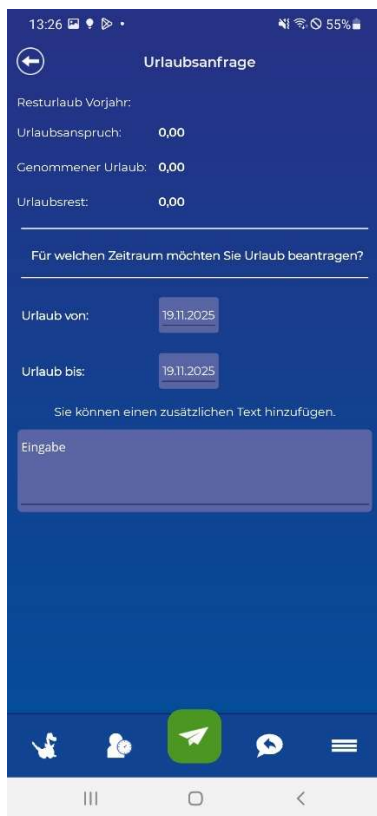 13:26 55%
Urlaubsanfrage
Resturlaub Vorjahr:
Urlaubsanspruch: 0,00
Genommener Urlaub: 0,00
Urlaubsrest: 0,00
Für welchen Zeitraum möchten Sie Urlaub beantragen?
Urlaub von: 19.11.2025
Urlaub bis: 19.11.2025
Sie können einen zusätzlichen Text hinzufügen.
Eingabe